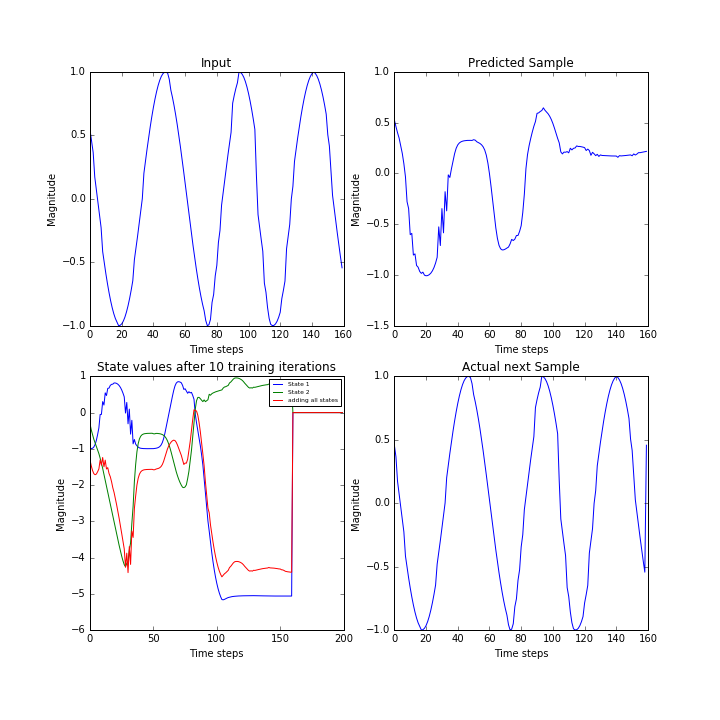 Input
1.0
0.5
0.0
−0.5
−1.0
Magnitude
0 20 40 60 80 100 120 140 160
Time steps
Predicted Sample
1.0
0.5
0.0
−0.5
−1.0
−1.5
Magnitude
0 20 40 60 80 100 120 140 160
Time steps
State values after 10 training iterations
1
0
−1
−2
−3
−4
−5
−6
Magnitude
State 1
State 2
adding all states
0 50 100 150 200
Time steps
Actual next Sample
1.0
0.5
0.0
−0.5
−1.0
Magnitude
0 20 40 60 80 100 120 140 160
Time steps